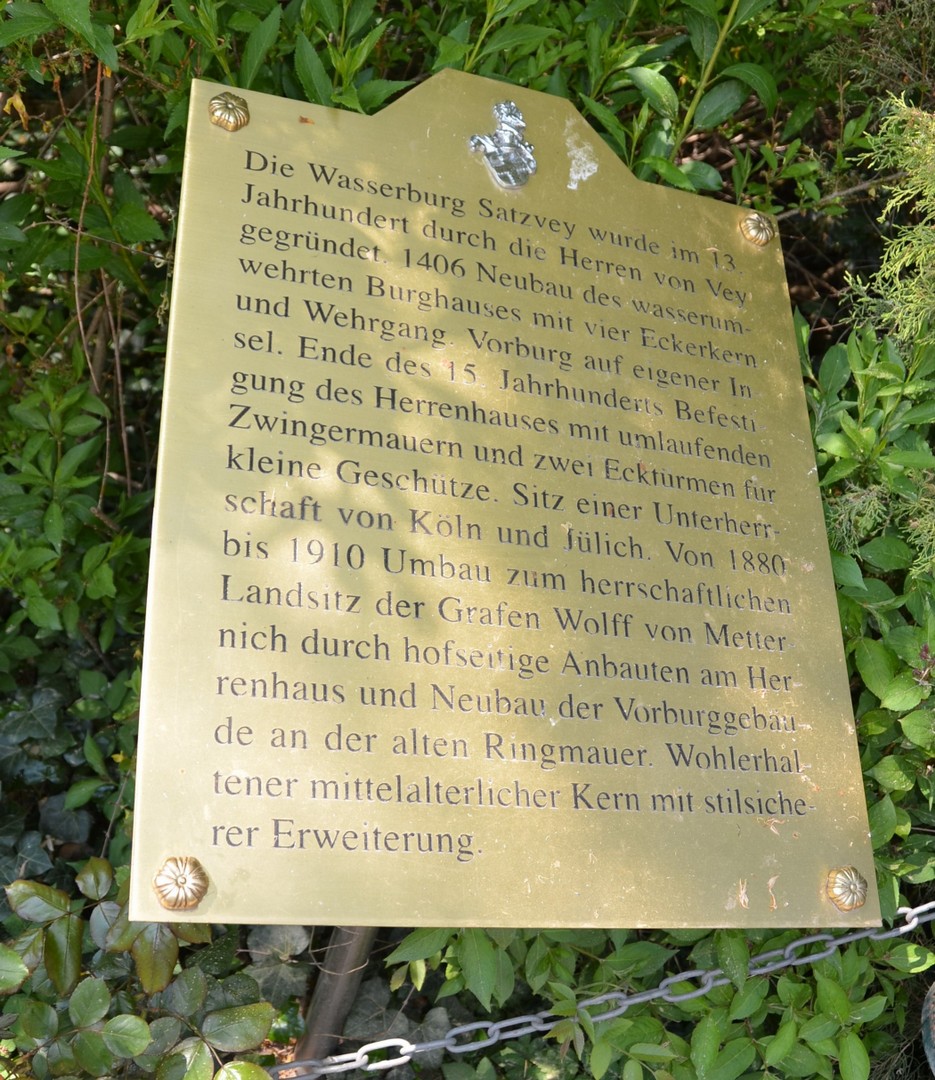 Die Wasserburg Satzvey wurde im 13.
Jahrhundert durch die Herren von Vey
gegründet. 1406 Neubau des wasserum-
wehrten Burghauses mit vier Eckerkern
und Wehrgang. Vorburg auf eigener In
sel. Ende des 15. Jahrhunderts Befesti-
gung des Herrenhauses mit umlaufenden
Zwingermauern und zwei Ecktürmen für
kleine Geschütze. Sitz einer Unterherr-
schaft von Köln und Jülich. Von 1880
bis 1910 Umbau zum herrschaftlichen
Landsitz der Grafen Wolff von Metter-
nich durch hofseitige Anbauten am Her
renhaus und Neubau der Vorburggebäu-
de an der alten Ringmauer. Wohlerhal-
tener mittelalterlicher Kern mit stilsiche-
rer Erweiterung.